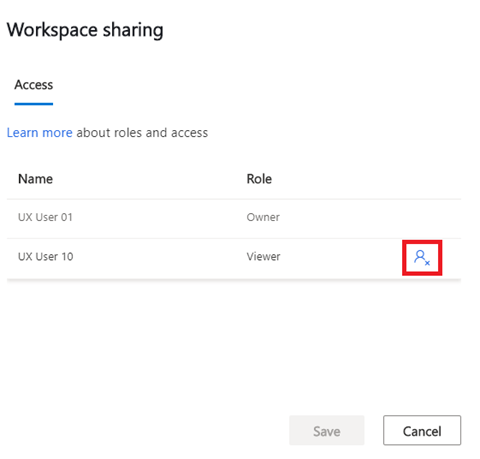 Workspace sharing
Access
Learn more about roles and access
Name Role
UX User 01 Owner
UX User 10 Viewer
Save Cancel